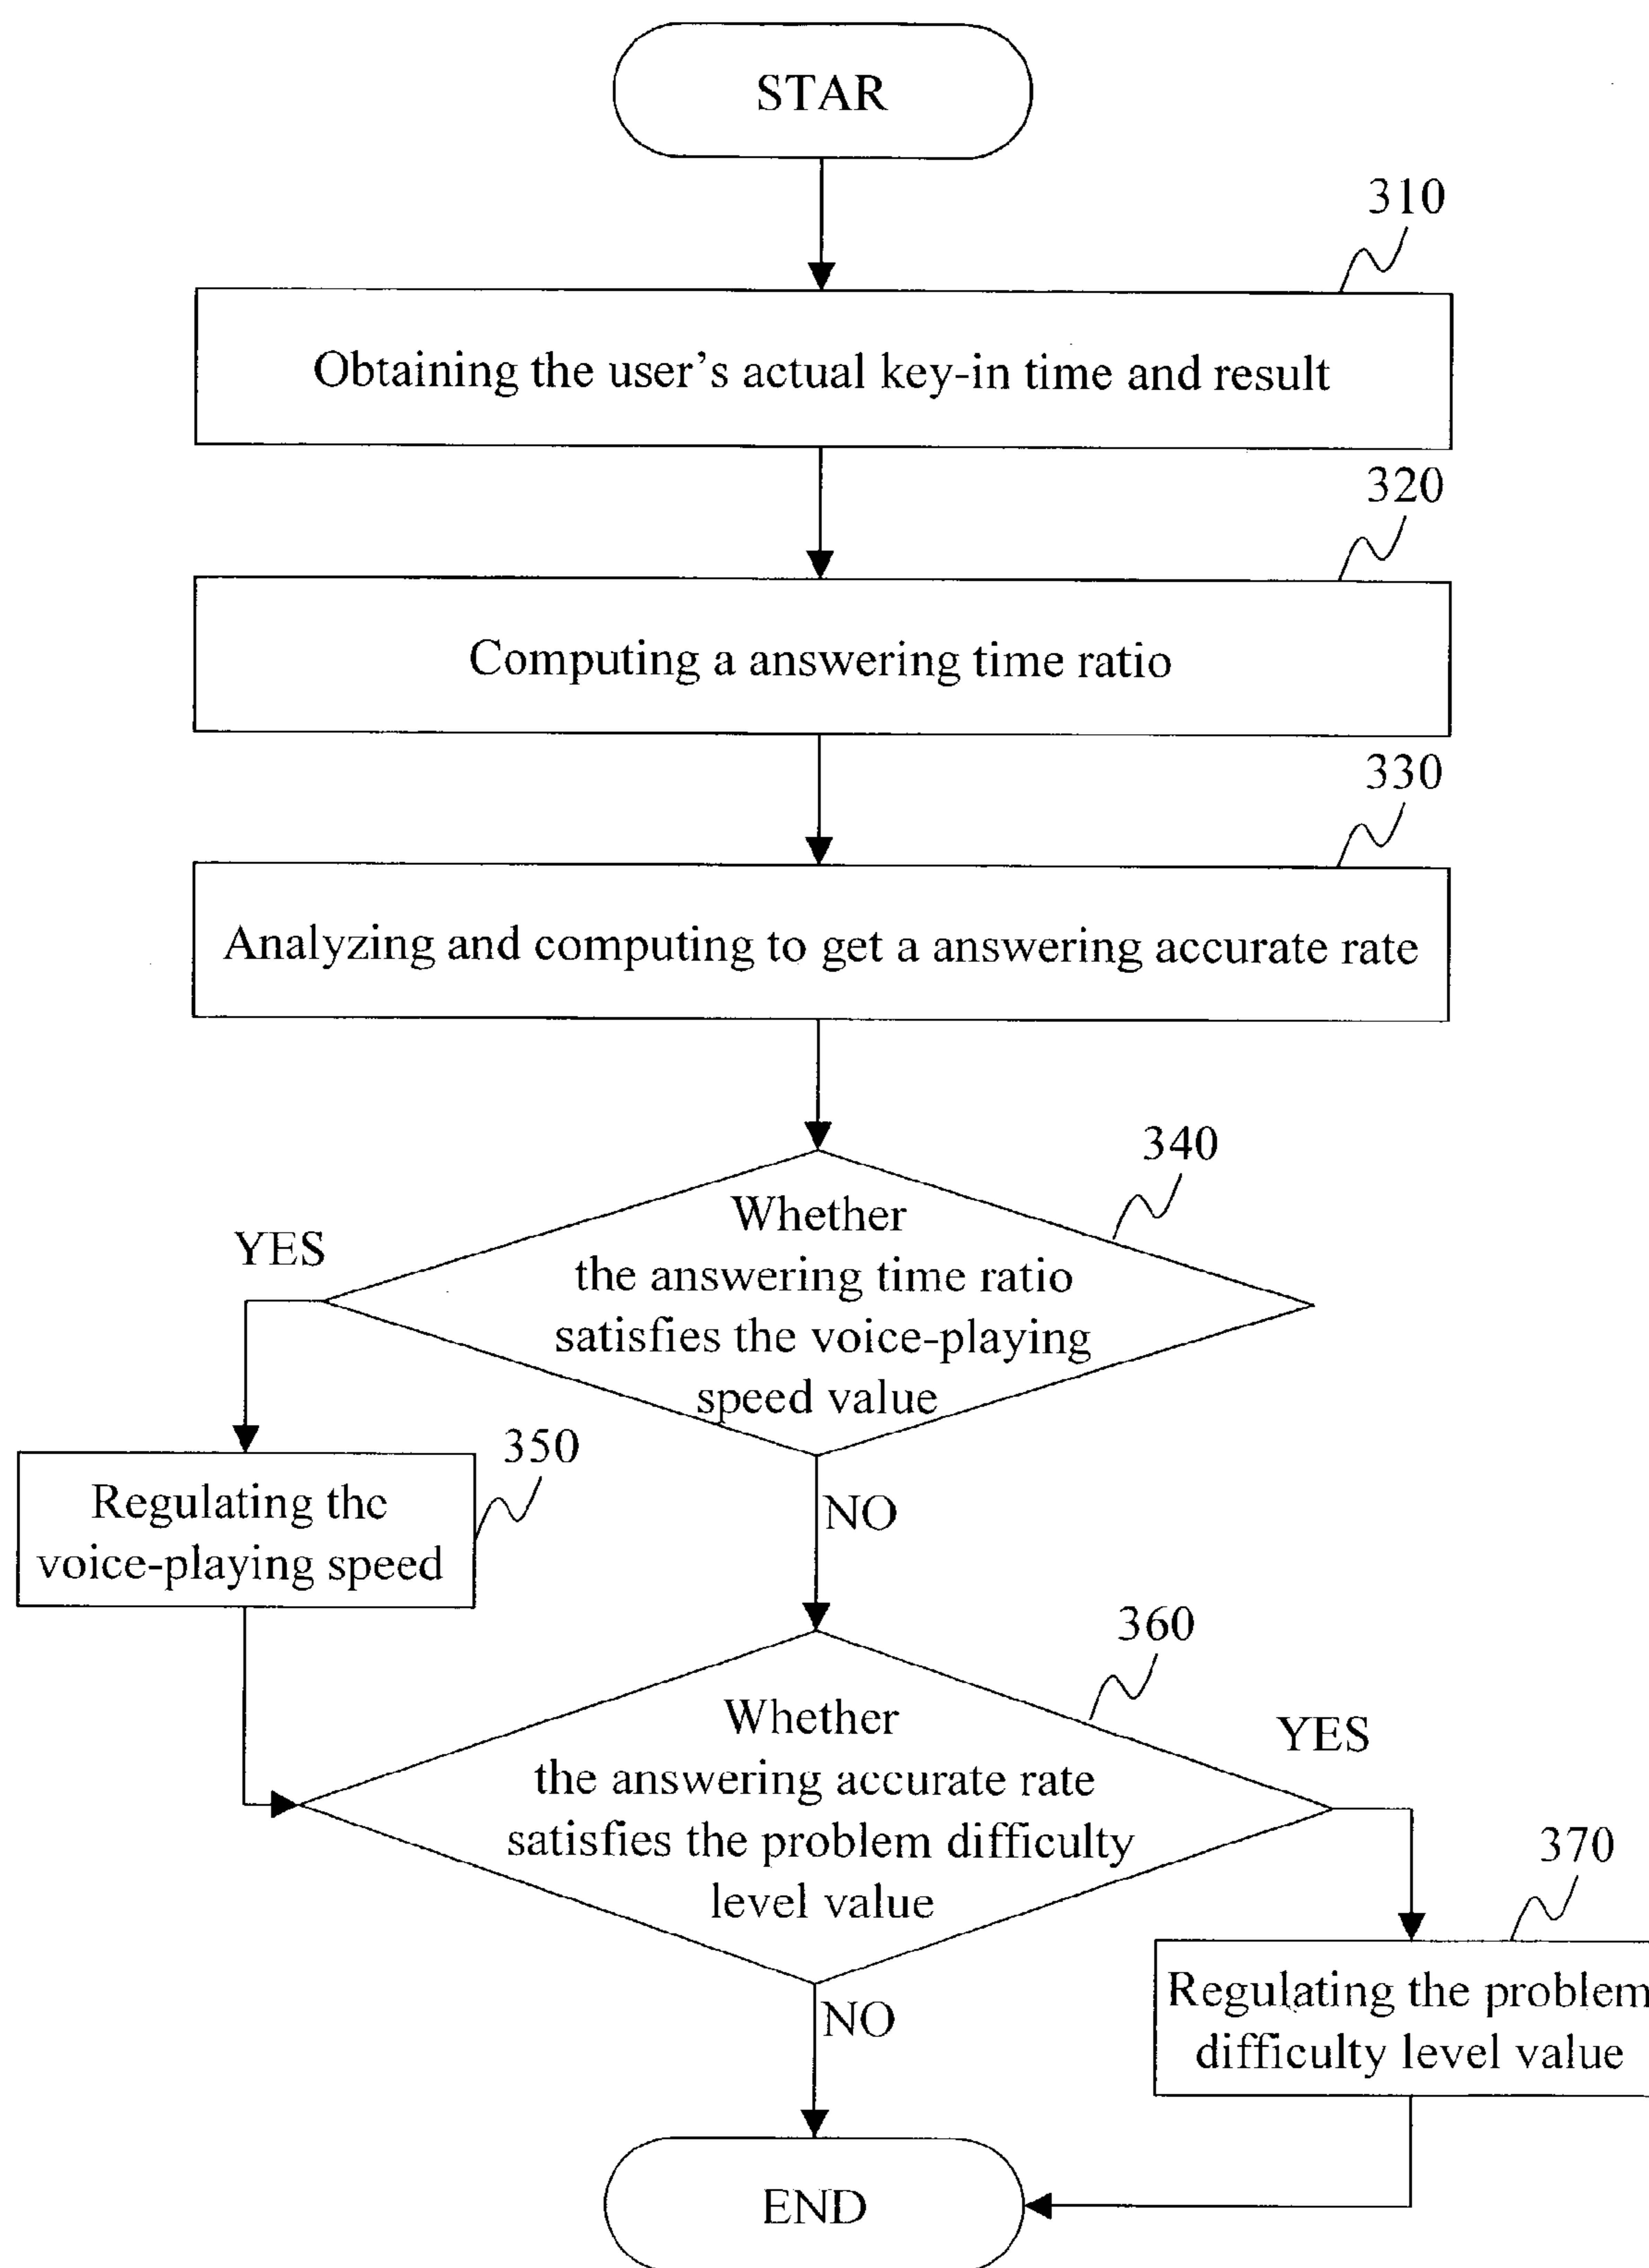 STAR
310
Obtaining the user's actual key-in time and result
320
Computing a answering time ratio
330
Analyzing and computing to get a answering accurate rate
340
Whether
the answering time ratio
satisfies the voice-playing
speed value
YES
350
Regulating the
voice-playing speed
NO
360
Whether
the answering accurate rate
satisfies the problem difficulty
level value
YES
370
Regulating the problem
difficulty level value
NO
END